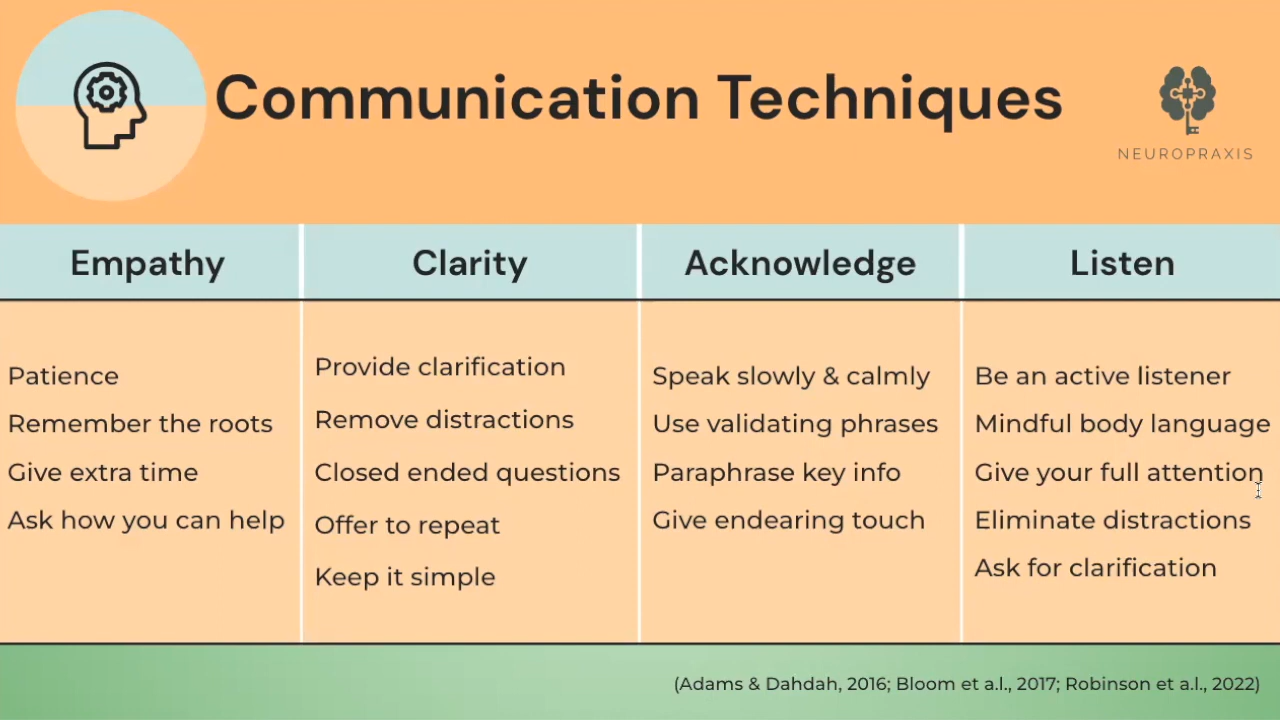 Communication Techniques
NEUROPRAXIS
Empathy
Clarity
Acknowledge
Listen
Patience
Remember the roots
Give extra time
Ask how you can help
Provide clarification
Remove distractions
Closed ended questions
Offer to repeat
Keep it simple
Speak slowly & calmly
Use validating phrases
Paraphrase key info
Give endearing touch
Be an active listener
Mindful body language
Give your full attention
Eliminate distractions
Ask for clarification
(Adams & Dahdah, 2016; Bloom et a.l., 2017; Robinson et a.l., 2022)